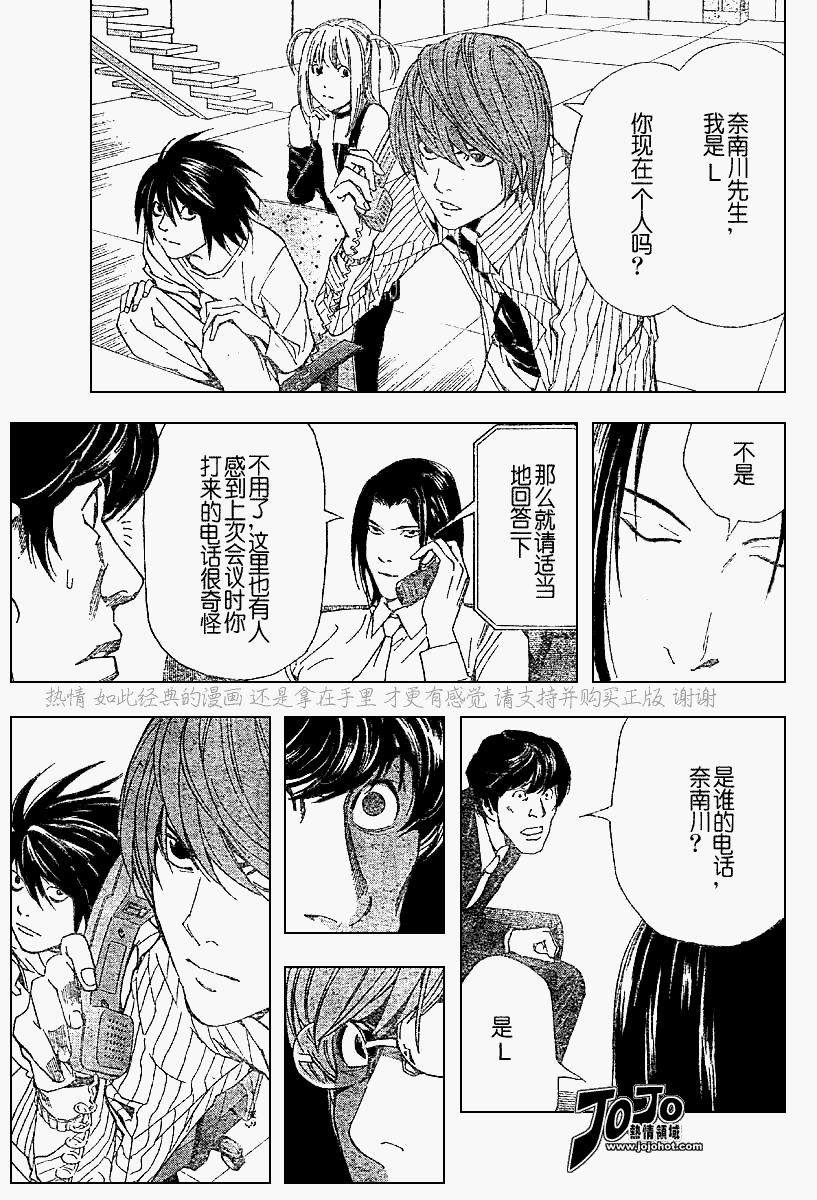 奈南川先生，
我是L
你现在一个人吗？
不是
那么就请适当
地回答一下
不用了，这里也有人
感到上次会议时你
打来的电话很奇怪
热情 如此经典的漫画 还是拿在手里 才更有感觉 请支持并购买正版 谢谢
是谁的电话，
奈南川？
是L
JOJO
熱情領域
www.jojohot.com